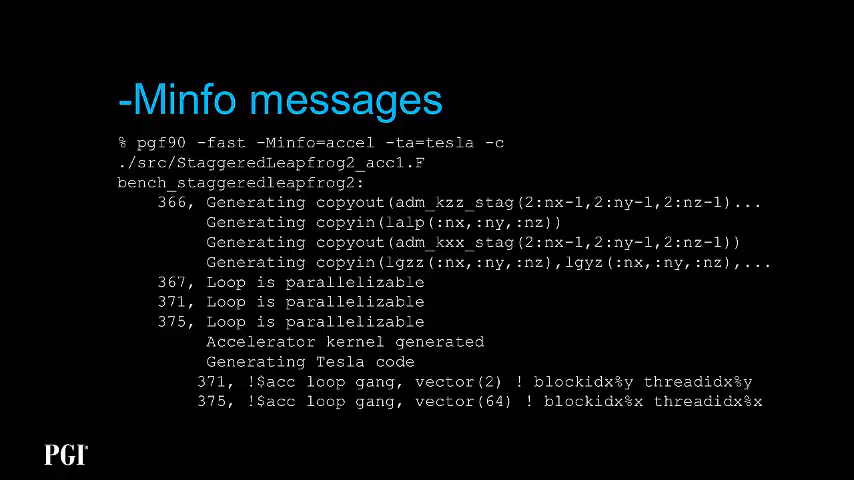 -Minfo messages
% pgf90 -fast -Minfo=accel -ta=tesla -c
./src/StaggeredLeapfrog2_acc1.F
bench_staggeredleapfrog2:
366, Generating copyout(adm_kzz_stag(2:nx-1,2:ny-1,2:nz-1)...
Generating copyin(lalp(:nx,:ny,:nz))
Generating copyout(adm_kxx_stag(2:nx-1,2:ny-1,2:nz-1))
Generating copyin(lgzz(:nx,:ny,:nz),lgyz(:nx,:ny,:nz),...
367, Loop is parallelizable
371, Loop is parallelizable
375, Loop is parallelizable
Accelerator kernel generated
Generating Tesla code
371, !$acc loop gang, vector(2) ! blockidx%y threadidx%y
375, !$acc loop gang, vector(64) ! blockidx%x threadidx%x
PGI®